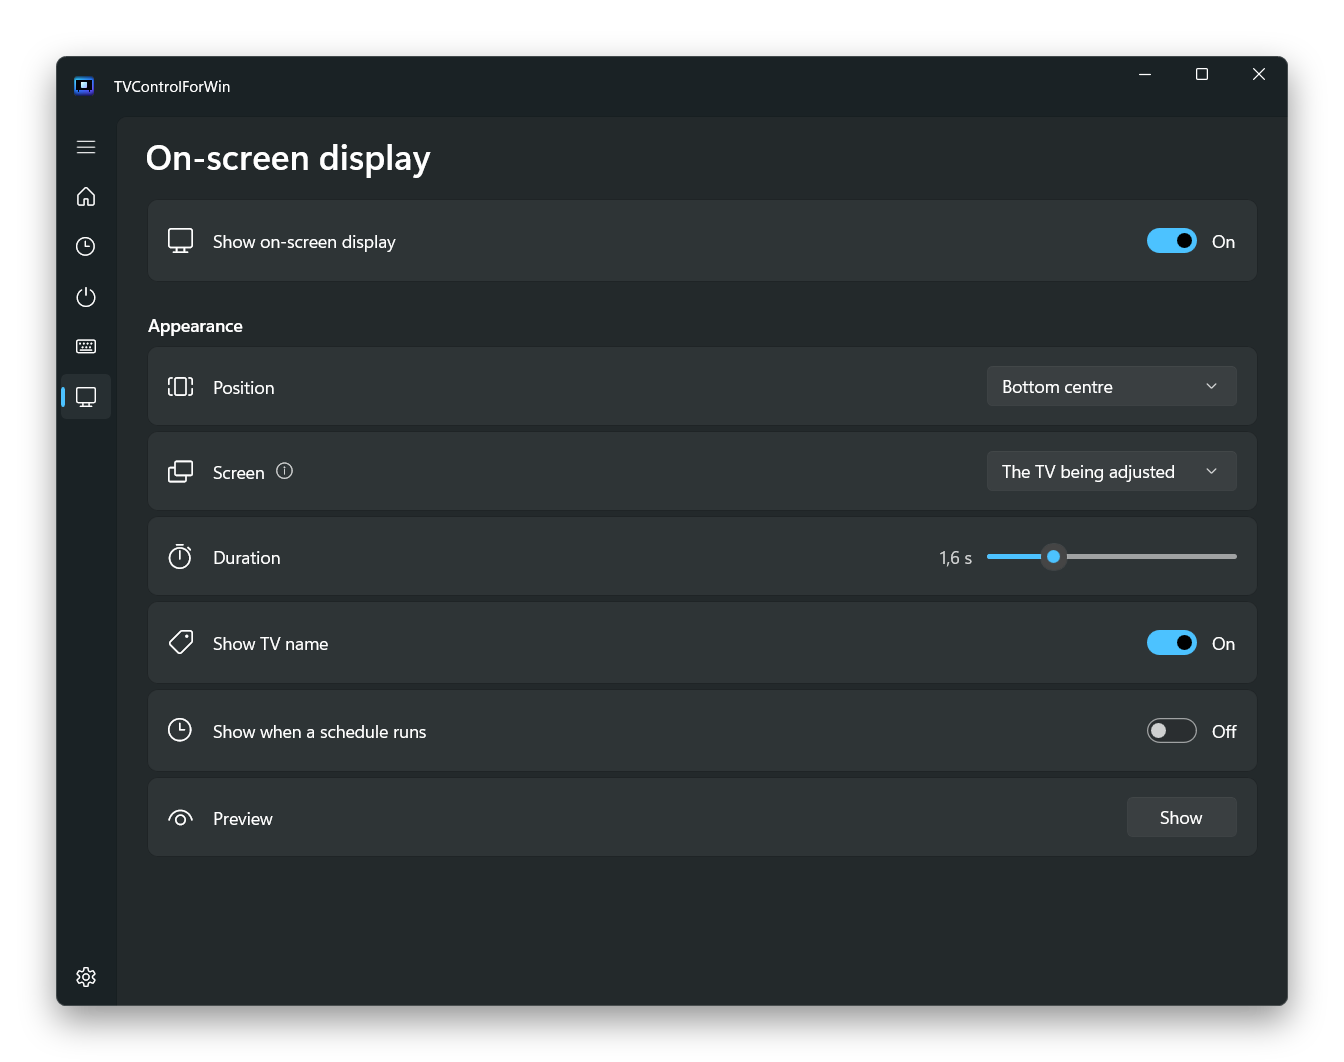 TVControlForWin
On-screen display
Show on-screen display
On
Appearance
Position
Bottom centre
Screen
The TV being adjusted
Duration
1,6 s
Show TV name
On
Show when a schedule runs
Off
Preview
Show